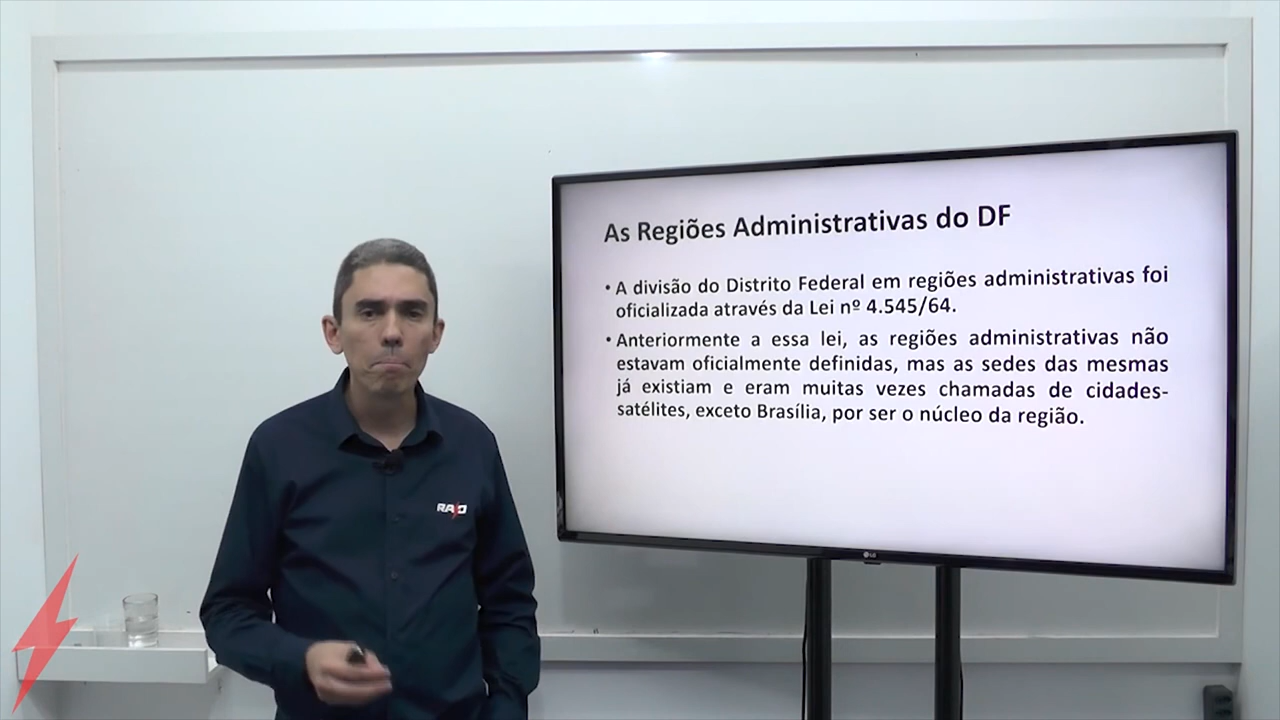 As Regiões Administrativas do DF
• A divisão do Distrito Federal em regiões administrativas foi
oficializada através da Lei nº 4.545/64.
• Anteriormente a essa lei, as regiões administrativas não
estavam oficialmente definidas, mas as sedes das mesmas
já existiam e eram muitas vezes chamadas de cidades-
satélites, exceto Brasília, por ser o núcleo da região.
RAIO
LG